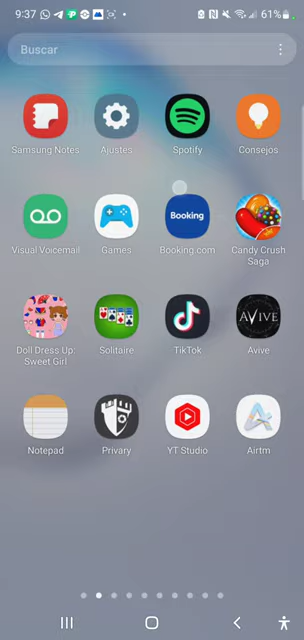 9:37
61%
Buscar
Samsung Notes
Ajustes
Spotify
Consejos
Visual Voicemail
Games
Booking
Booking.com
Candy Crush
Saga
Doll Dress Up:
Sweet Girl
Solitaire
TikTok
AVIVE
Avive
Notepad
Privary
YT Studio
Airtm